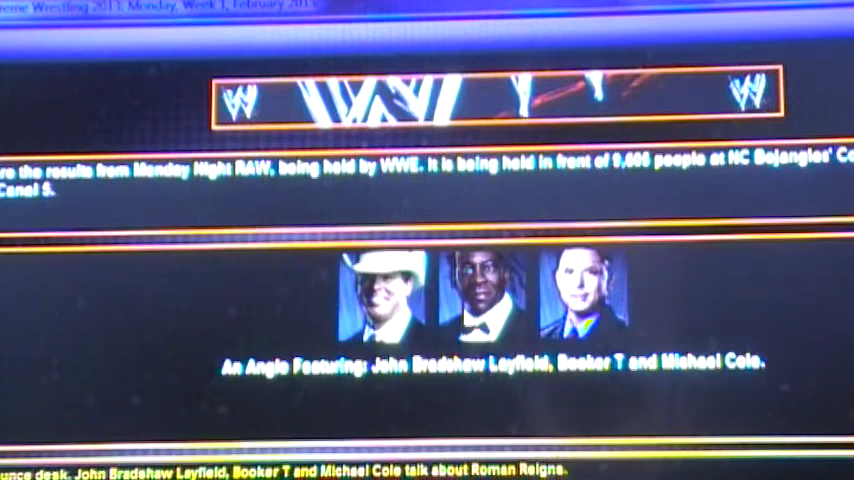 reme Wrestling 2013: Monday, Week 1, February 2013
re the results from Monday Night RAW, being held by WWE. It is being held in front of 9,605 people at NC Bojangles' Co
Canal 5.
An Angle Featuring: John Bradshaw Layfield, Booker T and Michael Cole.
unce desk. John Bradshaw Layfield, Booker T and Michael Cole talk about Roman Reigns.